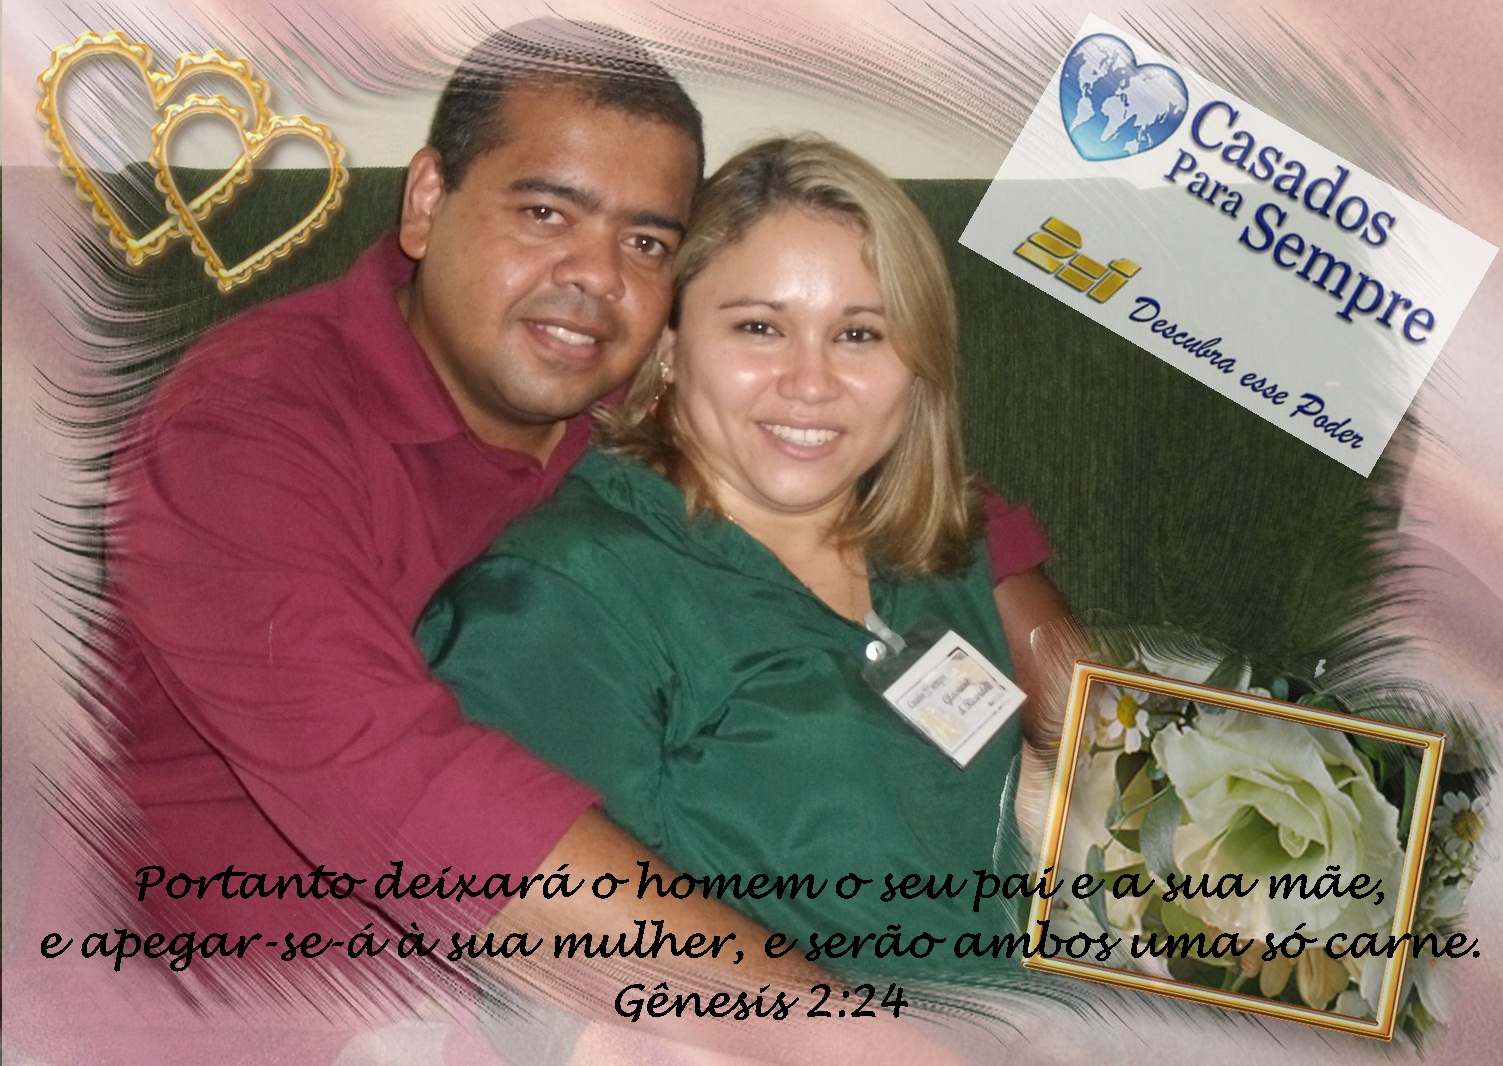 Casados
Para Sempre
2=1
Descubra esse Poder
Portanto deixará o homem o seu pai e a sua mãe,
e apegar-se-á à sua mulher, e serão ambos uma só carne.
Gênesis 2:24